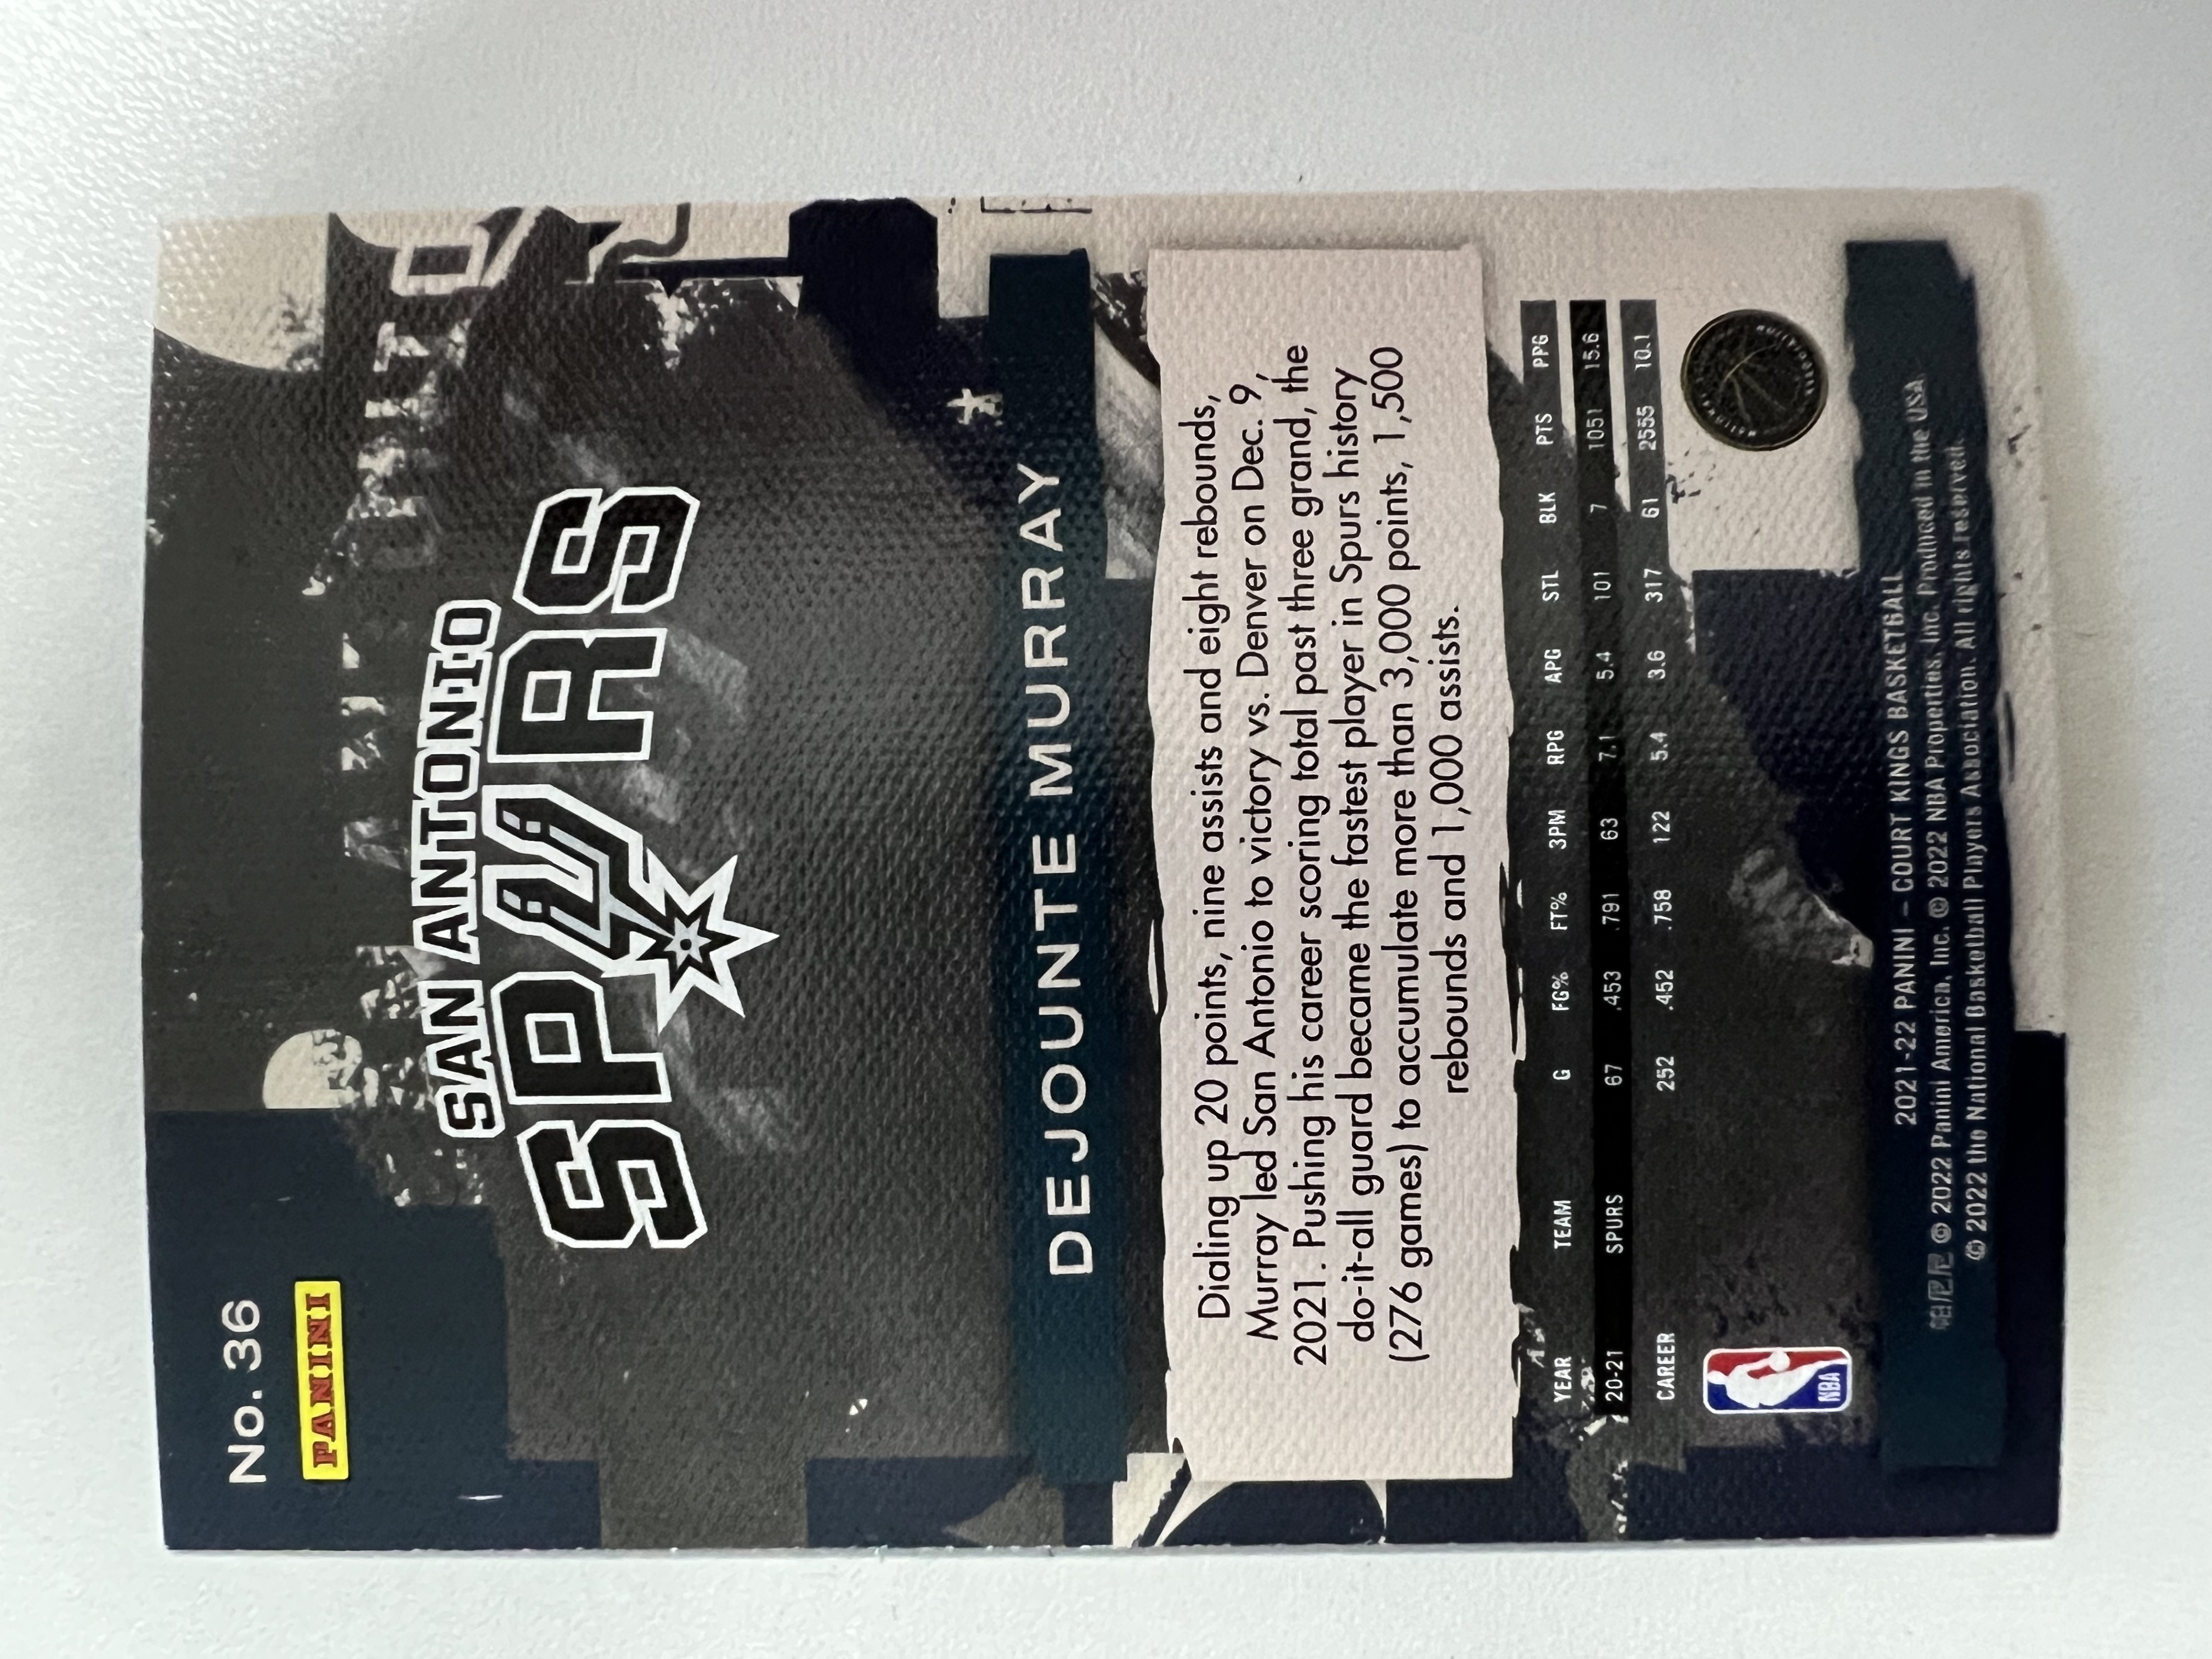 No. 36
PANINI
SAN ANTONIO
SPURS
DEJOUNTE MURRAY
Dialing up 20 points, nine assists and eight rebounds,
Murray led San Antonio to victory vs. Denver on Dec. 9,
2021. Pushing his career scoring total past three grand, the
do-it-all guard became the fastest player in Spurs history
(276 games) to accumulate more than 3,000 points, 1,500
rebounds and 1,000 assists.
YEAR TEAM G FG% FT% 3PM RPG APG STL BLK PTS PPG
20-21 SPURS 67 .453 .791 63 7.1 5.4 101 7 1051 15.6
CAREER 252 .452 .758 122 5.4 3.6 317 61 2555 10.1
NBA
2021-22 PANINI – COURT KINGS BASKETBALL
© 2022 Panini America, Inc. © 2022 NBA Properties, Inc. Produced in the USA.
© 2022 the National Basketball Players Association. All rights reserved.